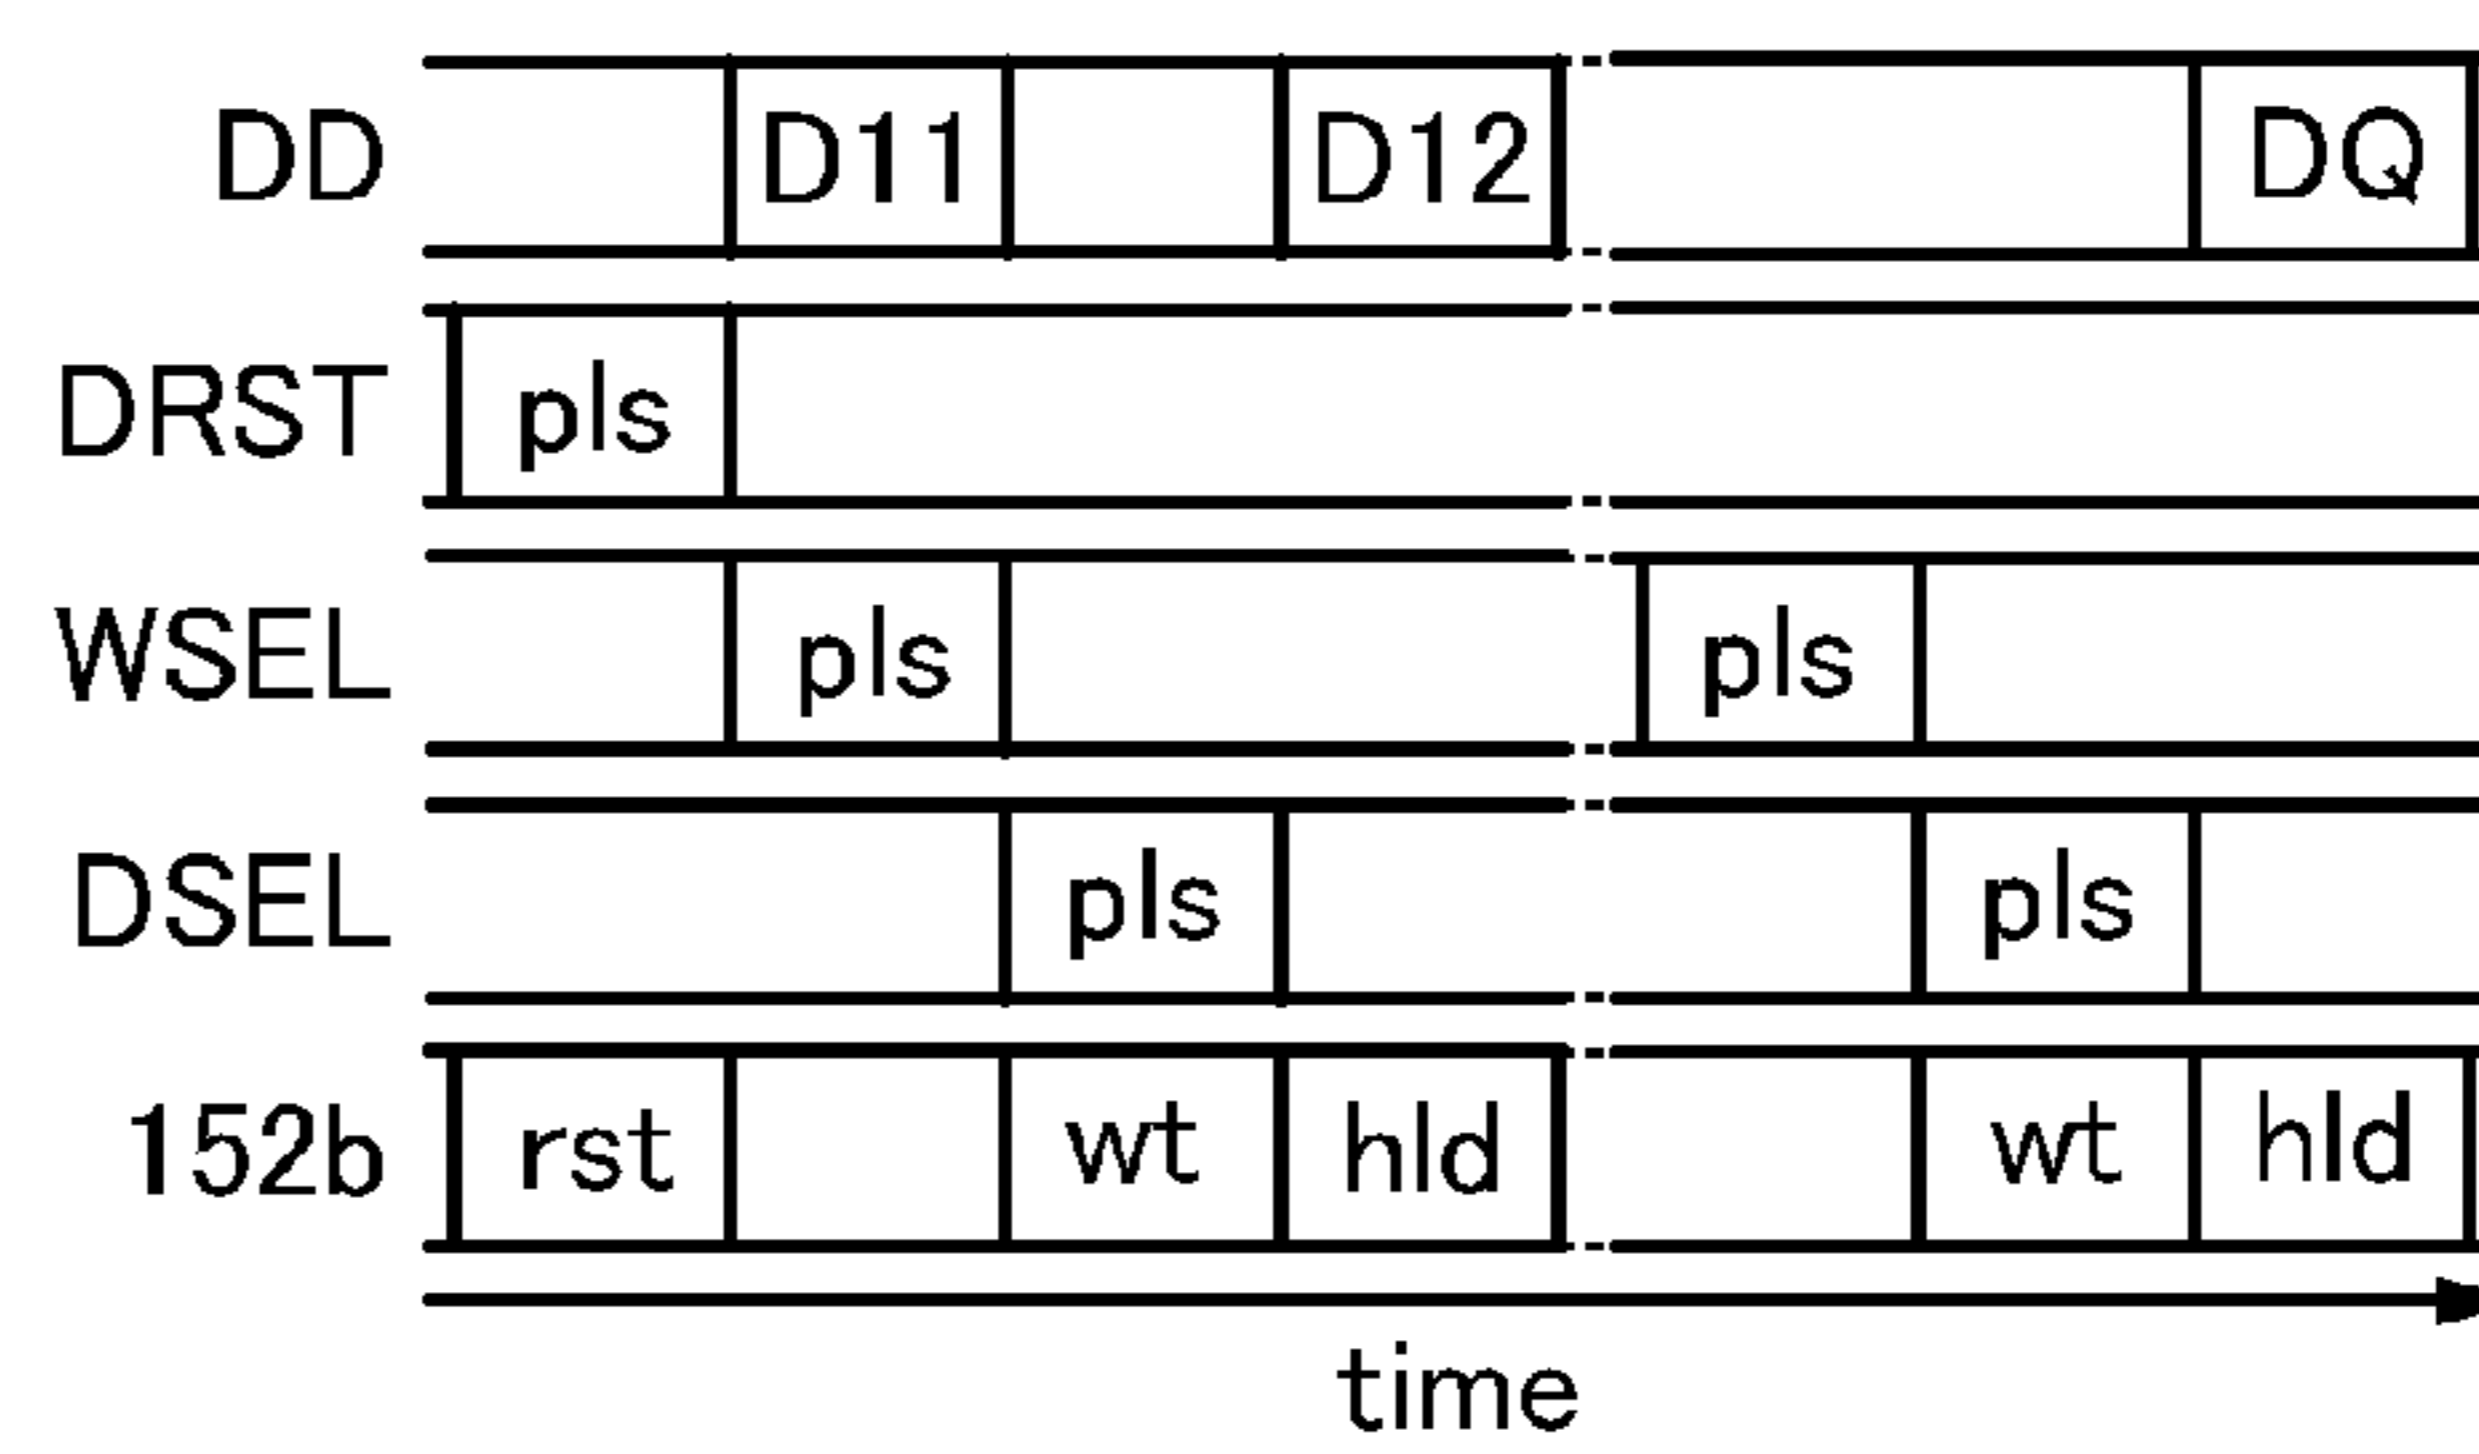 DD D11 D12 DQ
DRST pls
WSEL pls pls
DSEL pls pls
152b rst wt hld wt hld
time